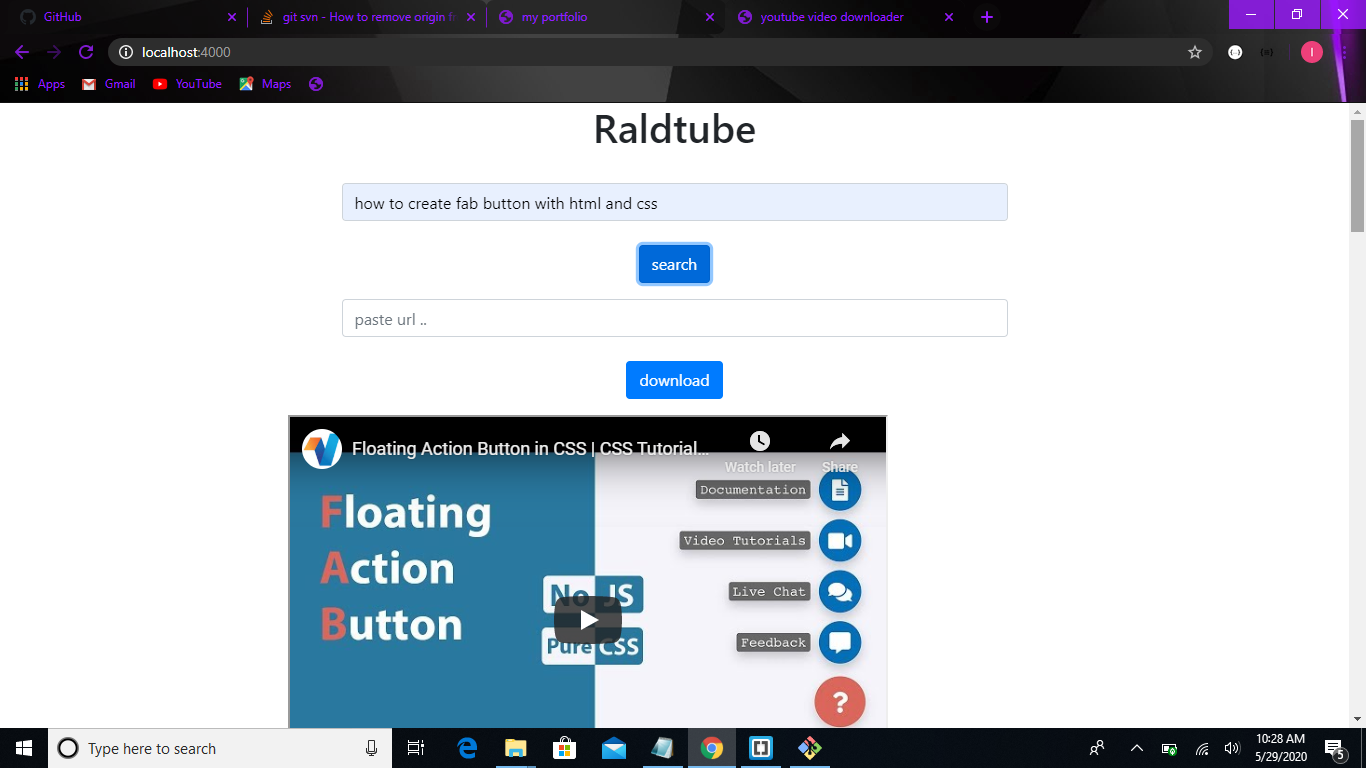 GitHub
git svn - How to remove origin fr
my portfolio
youtube video downloader
localhost:4000
I
Apps
Gmail
YouTube
Maps
Raldtube
how to create fab button with html and css
search
paste url ..
download
Floating Action Button in CSS | CSS Tutorial...
Watch later
Share
Floating
Action
Button
No JS
Pure CSS
Documentation
Video Tutorials
Live Chat
Feedback
?
Type here to search
10:28 AM
5/29/2020
5